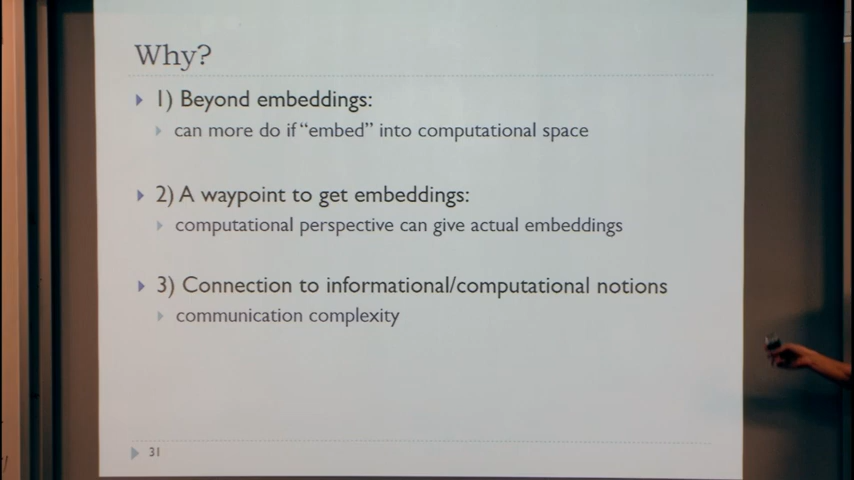 Why?
1) Beyond embeddings:
can more do if “embed” into computational space
2) A waypoint to get embeddings:
computational perspective can give actual embeddings
3) Connection to informational/computational notions
communication complexity
31